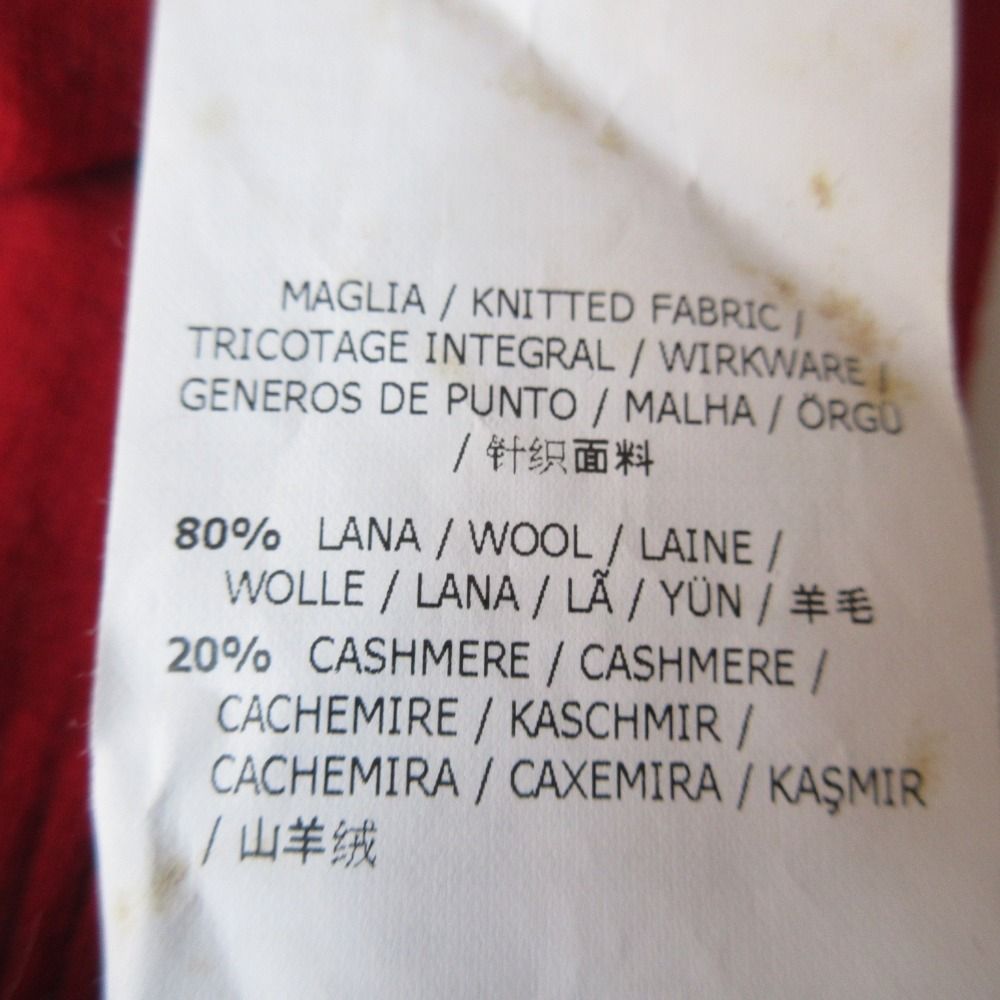 MAGLIA / KNITTED FABRIC /
TRICOTAGE INTEGRAL / WIRKWARE /
GENEROS DE PUNTO / MALHA / ÖRGÜ
/ 针织面料
80% LANA / WOOL / LAINE /
WOLLE / LANA / LÃ / YÜN / 羊毛
20% CASHMERE / CASHMERE /
CACHEMIRE / KASCHMIR /
CACHEMIRA / CAXEMIRA / KAŞMIR
/ 山羊绒